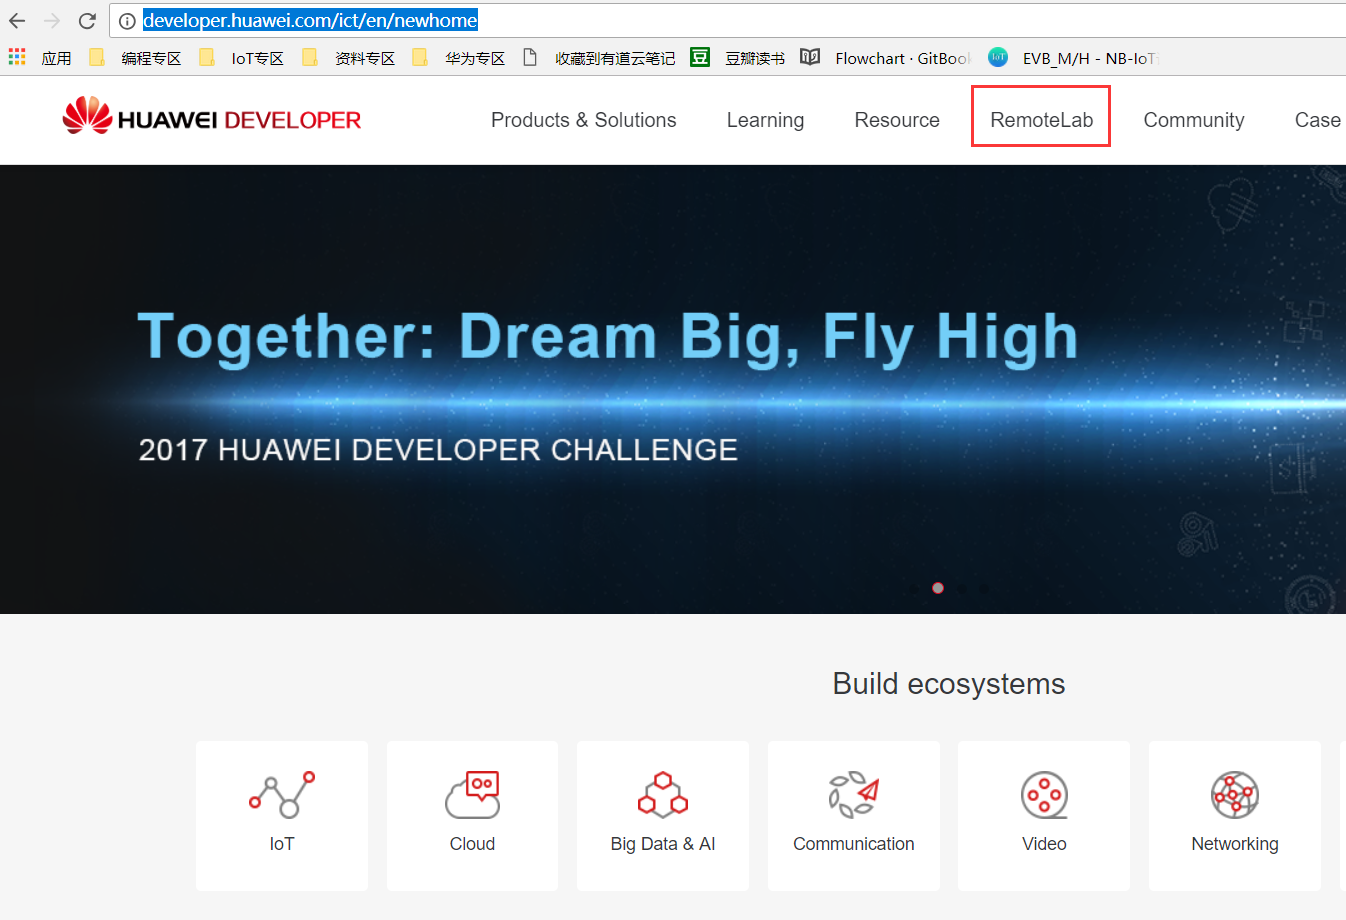 developer.huawei.com/ict/en/newhome
应用 编程专区 IoT专区 资料专区 华为专区 收藏到有道云笔记 豆 豆瓣读书 Flowchart · GitBook IoT EVB_M/H - NB-IoT
HUAWEI DEVELOPER Products & Solutions Learning Resource RemoteLab Community Case
Together: Dream Big, Fly High
2017 HUAWEI DEVELOPER CHALLENGE
Build ecosystems
IoT Cloud Big Data & AI Communication Video Networking